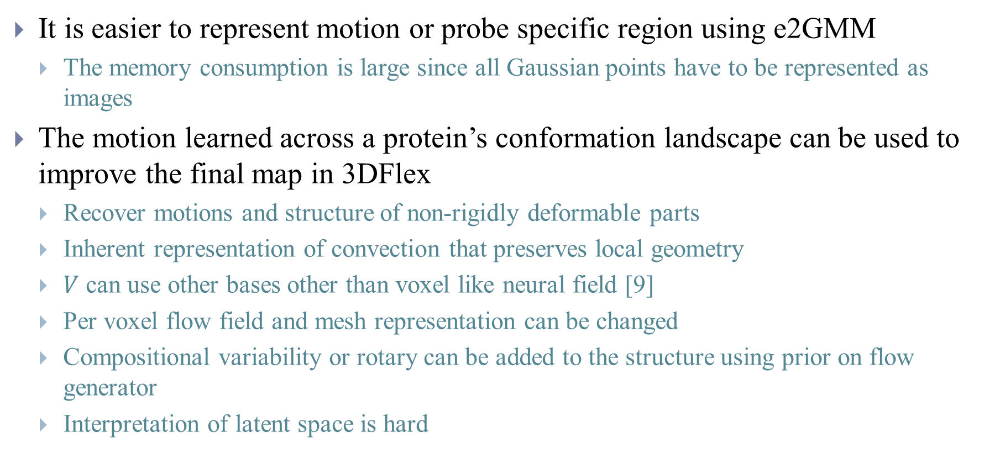 It is easier to represent motion or probe specific region using e2GMM
The memory consumption is large since all Gaussian points have to be represented as
images
The motion learned across a protein’s conformation landscape can be used to
improve the final map in 3DFlex
Recover motions and structure of non-rigidly deformable parts
Inherent representation of convection that preserves local geometry
V can use other bases other than voxel like neural field [9]
Per voxel flow field and mesh representation can be changed
Compositional variability or rotary can be added to the structure using prior on flow
generator
Interpretation of latent space is hard